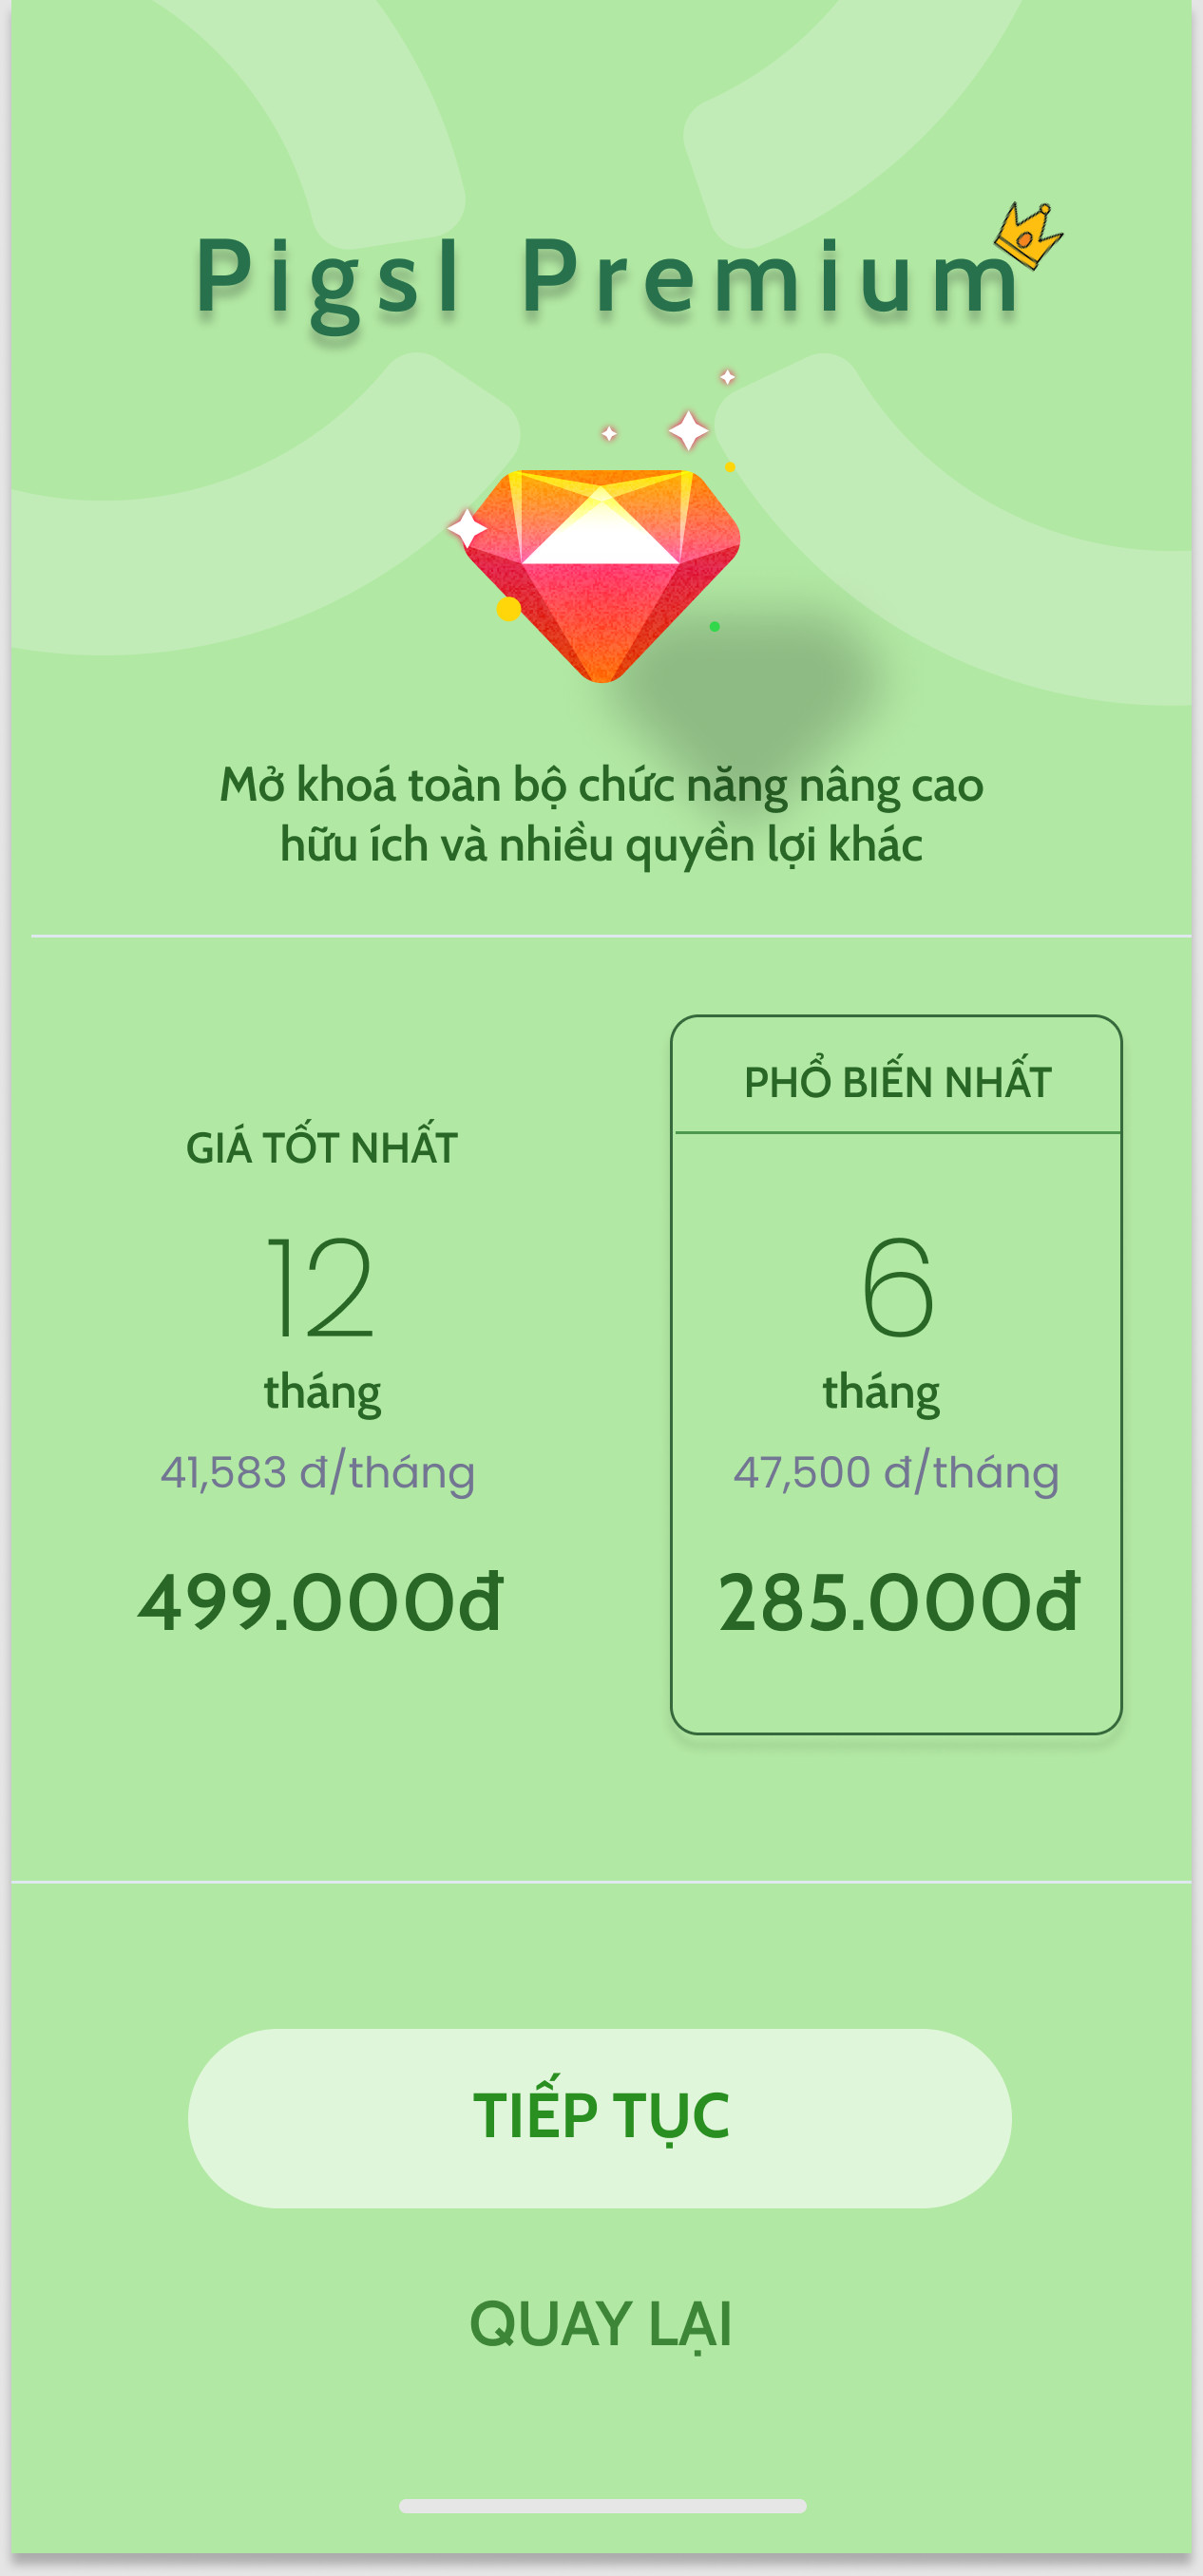 Pigsl Premium
Mở khoá toàn bộ chức năng nâng cao
hữu ích và nhiều quyền lợi khác
GIÁ TỐT NHẤT
12
tháng
41,583 đ/tháng
499.000đ
PHỔ BIẾN NHẤT
6
tháng
47,500 đ/tháng
285.000đ
TIẾP TỤC
QUAY LẠI